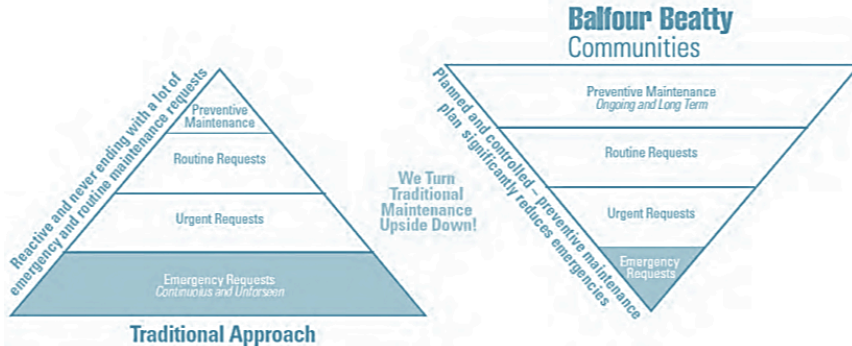 Balfour Beatty
Communities
Reactive and never ending with a lot of
emergency and routine maintenance requests
Preventive
Maintenance
Routine Requests
Urgent Requests
Emergency Requests
Continuolus and Unforseen
Traditional Approach
We Turn
Traditional
Maintenance
Upside Down!
Planned and controlled – preventive maintenance
plan significantly reduces emergencies
Preventive Maintenance
Ongoing and Long Term
Routine Requests
Urgent Requests
Emergency
Requests